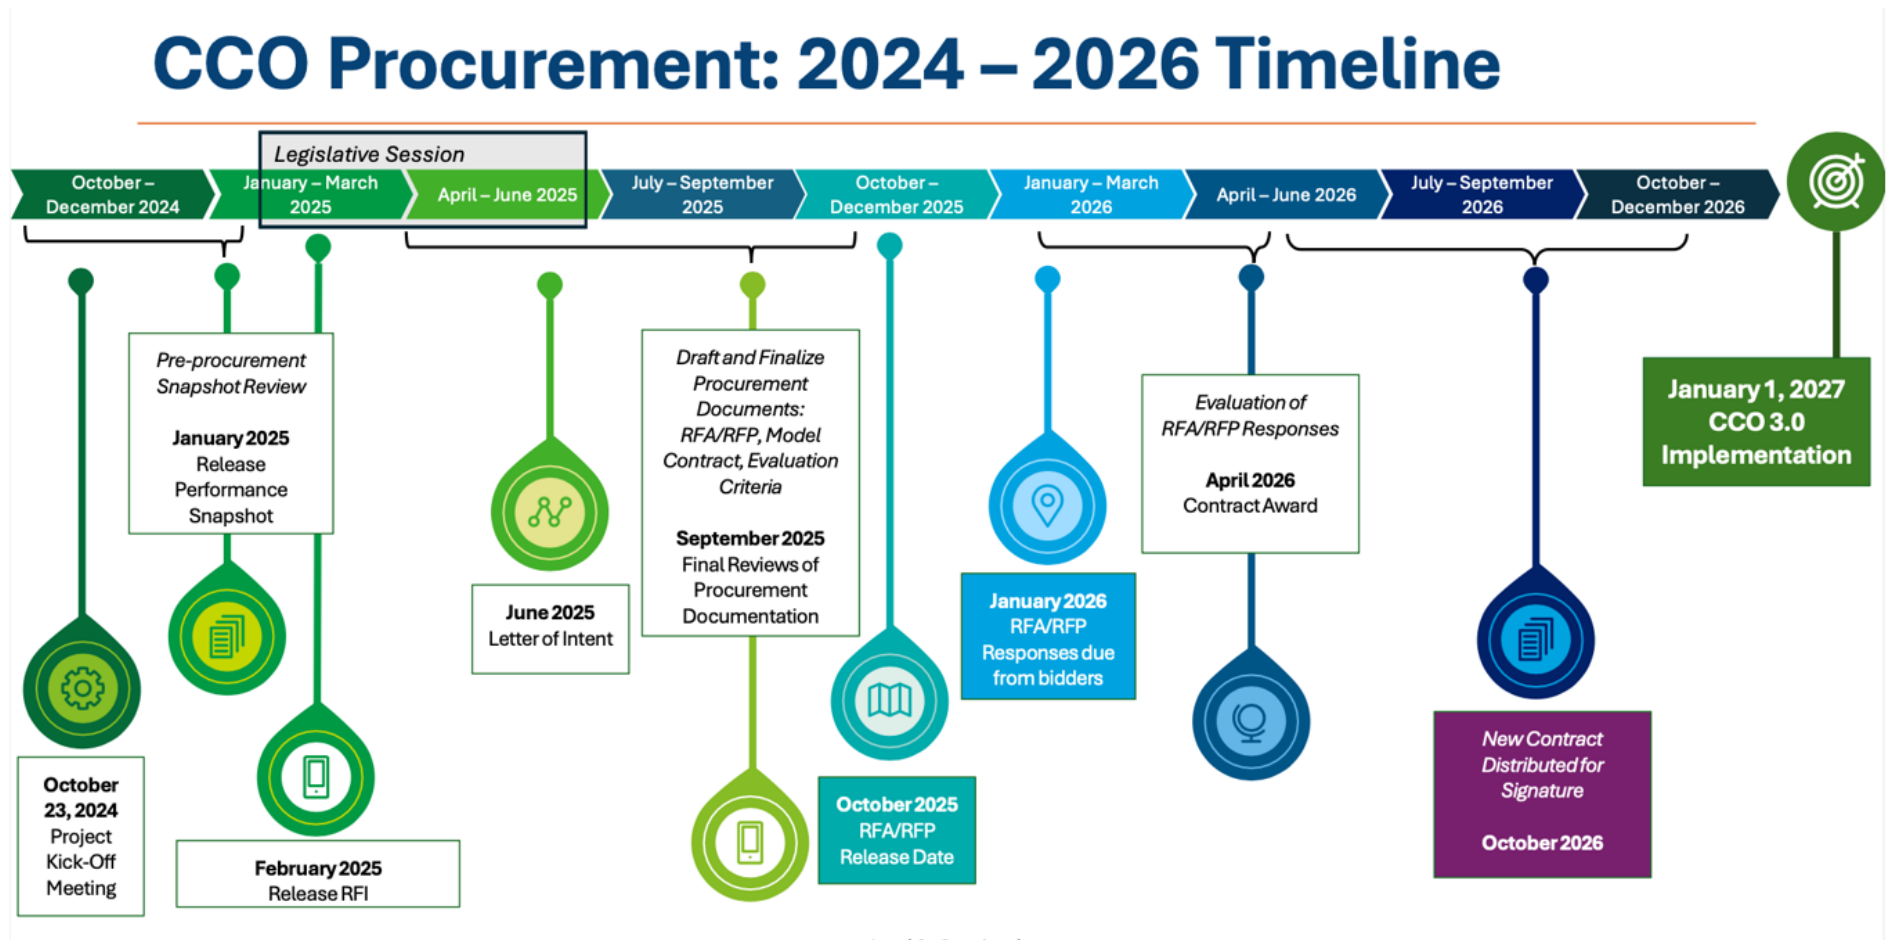 CCO Procurement: 2024 – 2026 Timeline
Legislative Session
October –
December 2024
January – March
2025
April – June 2025
July – September
2025
October –
December 2025
January – March
2026
April – June 2026
July – September
2026
October –
December 2026
October
23, 2024
Project
Kick-Off
Meeting
Pre-procurement
Snapshot Review
January 2025
Release
Performance
Snapshot
February 2025
Release RFI
June 2025
Letter of Intent
Draft and Finalize
Procurement
Documents:
RFA/RFP, Model
Contract, Evaluation
Criteria
September 2025
Final Reviews of
Procurement
Documentation
October 2025
RFA/RFP
Release Date
January 2026
RFA/RFP
Responses due
from bidders
Evaluation of
RFA/RFP Responses
April 2026
Contract Award
New Contract
Distributed for
Signature
October 2026
January 1, 2027
CCO 3.0
Implementation